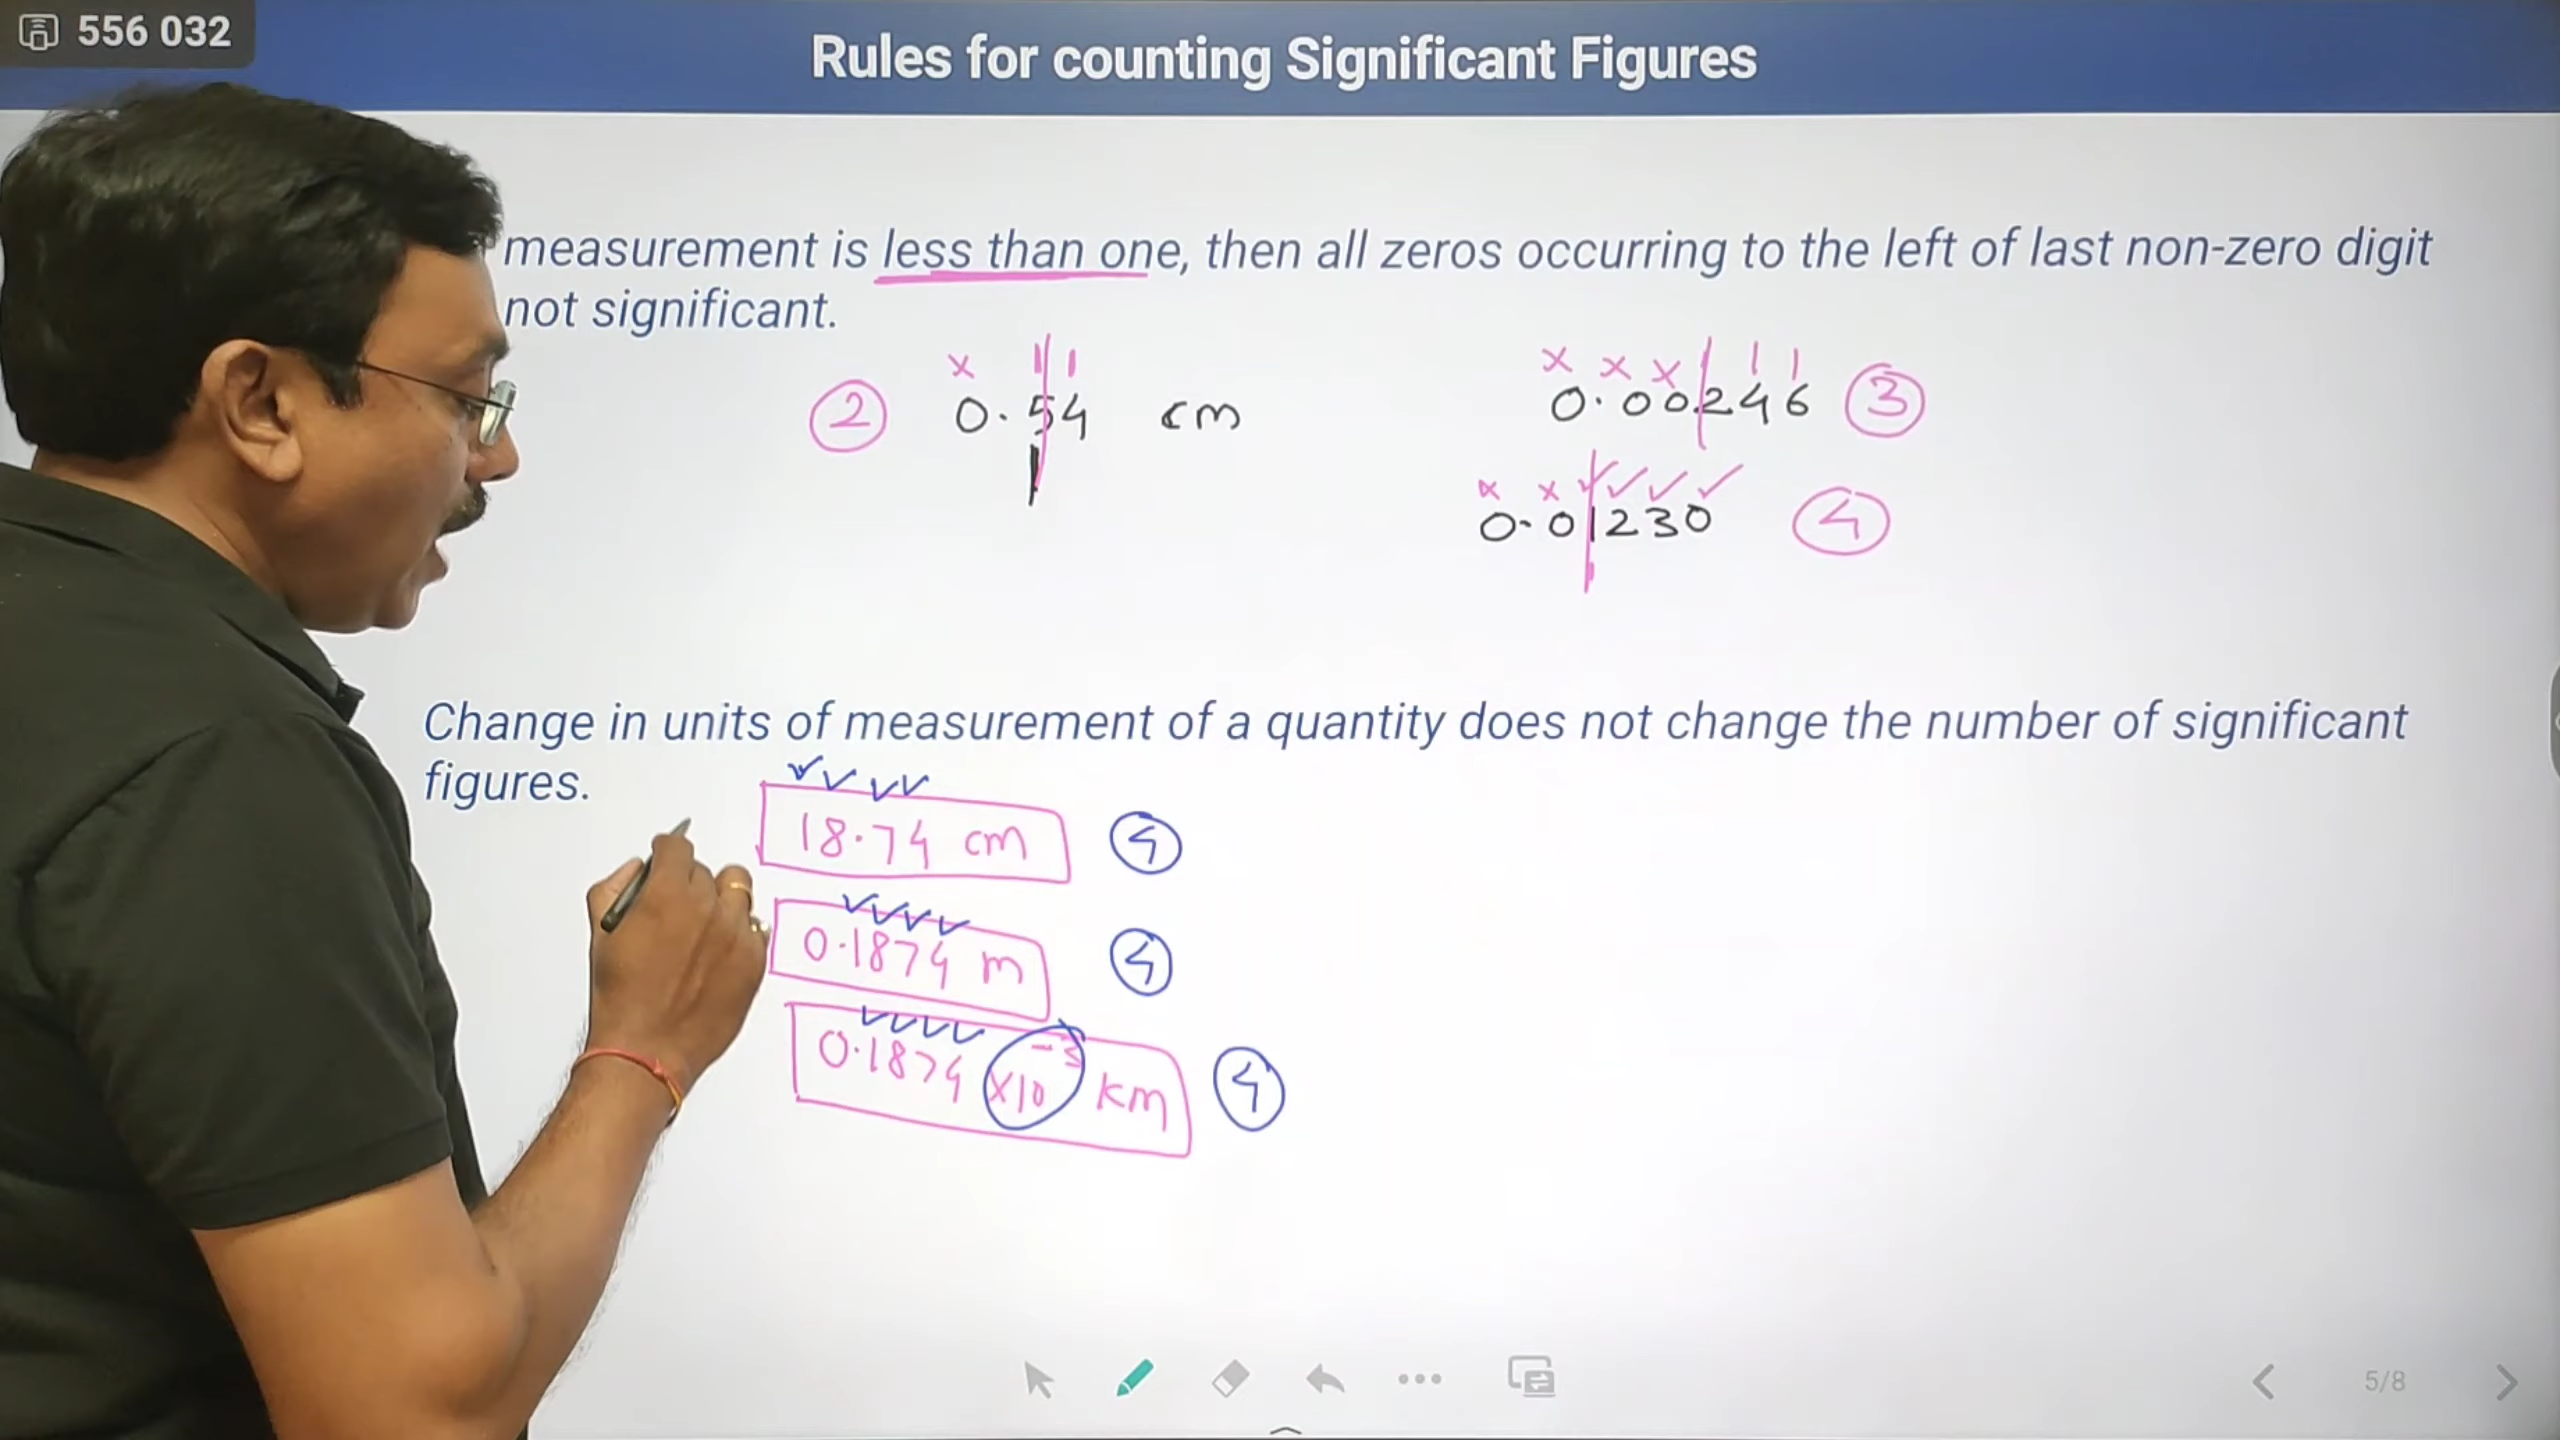 556 032
Rules for counting Significant Figures
measurement is less than one, then all zeros occurring to the left of last non-zero digit
not significant.
x | |
② 0.54 cm
x x x | |
0.00246 ③
x x ✓ ✓ ✓ ✓
0.01230 ④
Change in units of measurement of a quantity does not change the number of significant
figures.
✓ ✓ ✓ ✓
18.74 cm ④
✓ ✓ ✓ ✓
0.1874 m ④
✓ ✓ ✓ ✓
0.1874 x10⁻³ km ④
5/8